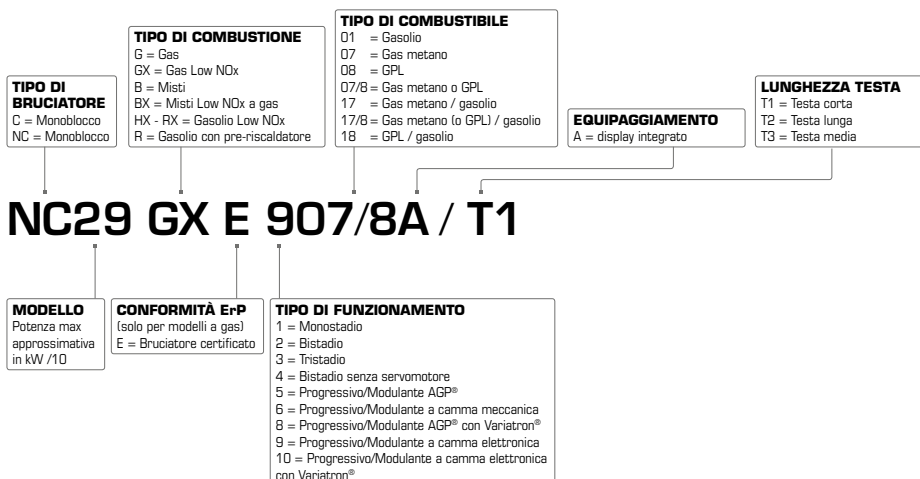 TIPO DI
BRUCIATORE
C = Monoblocco
NC = Monoblocco
TIPO DI COMBUSTIONE
G = Gas
GX = Gas Low NOx
B = Misti
BX = Misti Low NOx a gas
HX - RX = Gasolio Low NOx
R = Gasolio con pre-riscaldatore
TIPO DI COMBUSTIBILE
01 = Gasolio
07 = Gas metano
08 = GPL
07/8 = Gas metano o GPL
17 = Gas metano / gasolio
17/8 = Gas metano (o GPL) / gasolio
18 = GPL / gasolio
EQUIPAGGIAMENTO
A = display integrato
LUNGHEZZA TESTA
T1 = Testa corta
T2 = Testa lunga
T3 = Testa media
NC29 GX E 907/8A / T1
MODELLO
Potenza max
approssimativa
in kW /10
CONFORMITÀ ErP
(solo per modelli a gas)
E = Bruciatore certificato
TIPO DI FUNZIONAMENTO
1 = Monostadio
2 = Bistadio
3 = Tristadio
4 = Bistadio senza servomotore
5 = Progressivo/Modulante AGP®
6 = Progressivo/Modulante a camma meccanica
8 = Progressivo/Modulante AGP® con Variatron®
9 = Progressivo/Modulante a camma elettronica
10 = Progressivo/Modulante a camma elettronica
con Variatron®